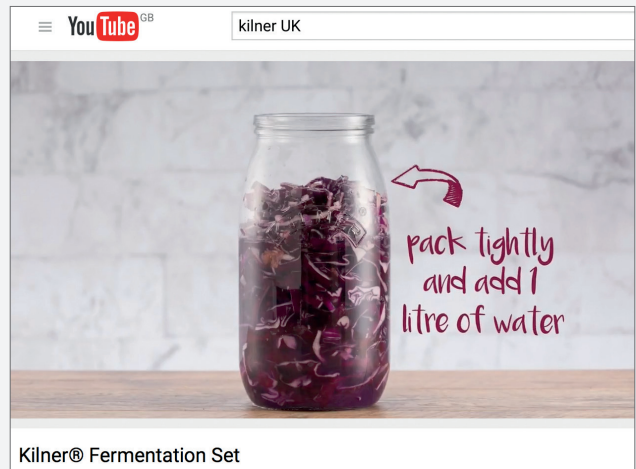 YouTube GB
kilner UK
pack tightly
and add 1
litre of water
Kilner® Fermentation Set